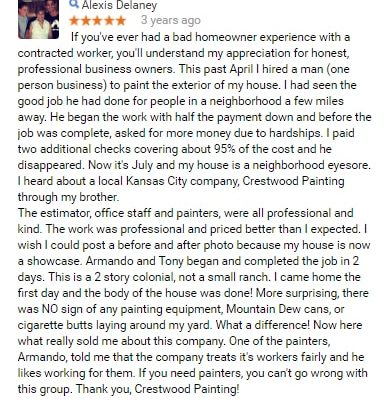 Alexis Delaney
★★★★★ 3 years ago
If you've ever had a bad homeowner experience with a
contracted worker, you'll understand my appreciation for honest,
professional business owners. This past April I hired a man (one
person business) to paint the exterior of my house. I had seen the
good job he had done for people in a neighborhood a few miles
away. He began the work with half the payment down and before the
job was complete, asked for more money due to hardships. I paid
two additional checks covering about 95% of the cost and he
disappeared. Now it's July and my house is a neighborhood eyesore.
I heard about a local Kansas City company, Crestwood Painting
through my brother.
The estimator, office staff and painters, were all professional and
kind. The work was professional and priced better than I expected. I
wish I could post a before and after photo because my house is now
a showcase. Armando and Tony began and completed the job in 2
days. This is a 2 story colonial, not a small ranch. I came home the
first day and the body of the house was done! More surprising, there
was NO sign of any painting equipment, Mountain Dew cans, or
cigarette butts laying around my yard. What a difference! Now here
what really sold me about this company. One of the painters,
Armando, told me that the company treats it's workers fairly and he
likes working for them. If you need painters, you can't go wrong with
this group. Thank you, Crestwood Painting!